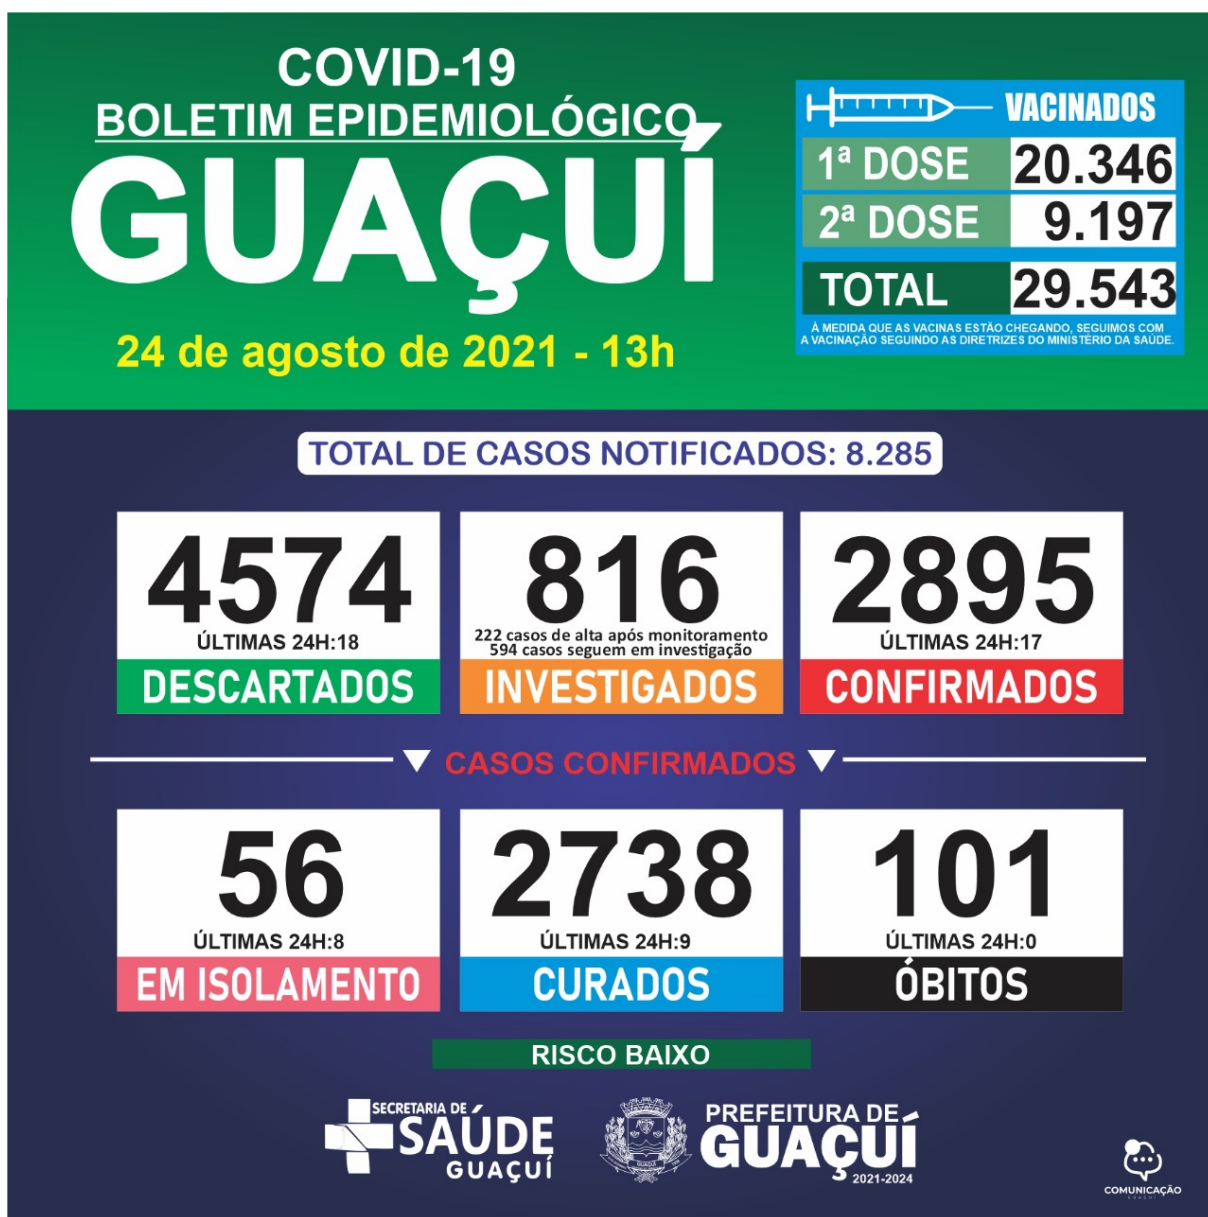 COVID-19
BOLETIM EPIDEMIOLÓGICO
GUAÇUÍ
24 de agosto de 2021 - 13h
VACINADOS
1ª DOSE 20.346
2ª DOSE 9.197
TOTAL 29.543
À MEDIDA QUE AS VACINAS ESTÃO CHEGANDO, SEGUIMOS COM
A VACINAÇÃO SEGUINDO AS DIRETRIZES DO MINISTÉRIO DA SAÚDE.
TOTAL DE CASOS NOTIFICADOS: 8.285
4574
ÚLTIMAS 24H:18
DESCARTADOS
816
222 casos de alta após monitoramento
594 casos seguem em investigação
INVESTIGADOS
2895
ÚLTIMAS 24H:17
CONFIRMADOS
CASOS CONFIRMADOS
56
ÚLTIMAS 24H:8
EM ISOLAMENTO
2738
ÚLTIMAS 24H:9
CURADOS
101
ÚLTIMAS 24H:0
ÓBITOS
RISCO BAIXO
SECRETARIA DE
SAÚDE
GUAÇUÍ
PREFEITURA DE
GUAÇUÍ
2021-2024
COMUNICAÇÃO